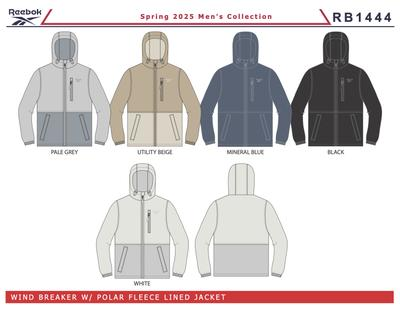 Reebok
Spring 2025 Men's Collection
RB1444
PALE GREY
UTILITY BEIGE
MINERAL BLUE
BLACK
WHITE
WIND BREAKER W/ POLAR FLEECE LINED JACKET